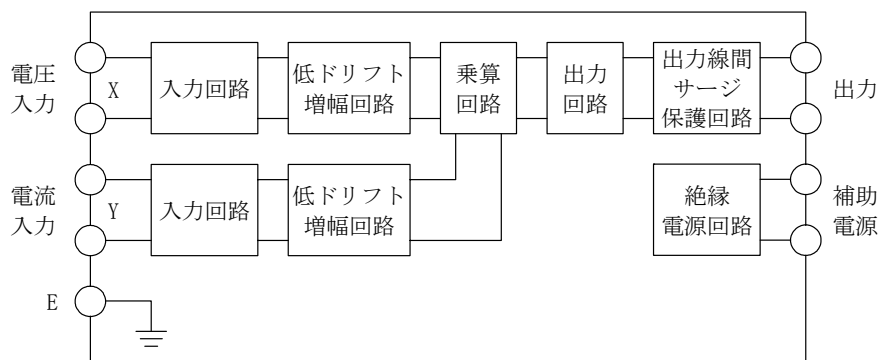 電圧
入力
X
入力回路
低ドリフト
増幅回路
乗算
回路
出力
回路
出力線間
サージ
保護回路
出力
電流
入力
Y
入力回路
低ドリフト
増幅回路
絶縁
電源回路
補助
電源
E